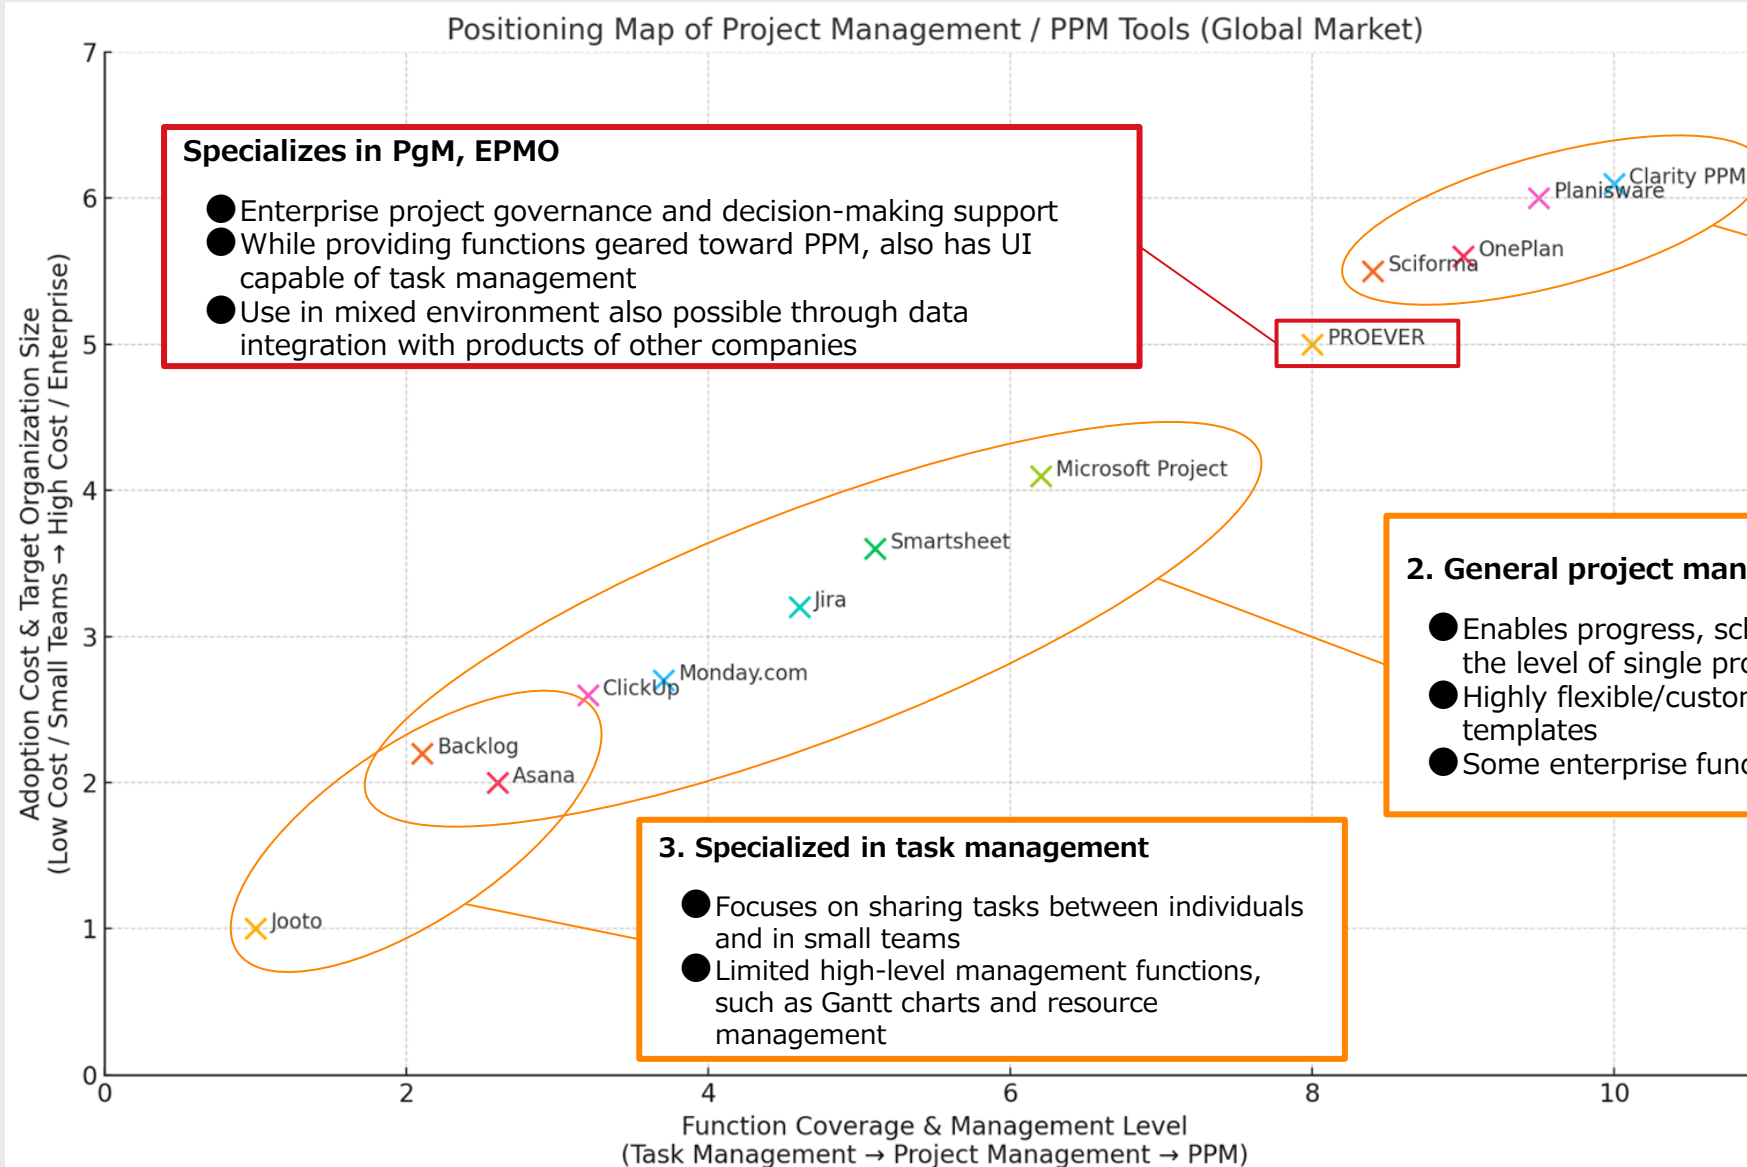 Positioning Map of Project Management / PPM Tools (Global Market)
Adoption Cost & Target Organization Size
(Low Cost / Small Teams → High Cost / Enterprise)
7
6
5
4
3
2
1
0
Specializes in PgM, EPMO
●Enterprise project governance and decision-making support
●While providing functions geared toward PPM, also has UI
capable of task management
●Use in mixed environment also possible through data
integration with products of other companies
Clarity PPM
Planisware
OnePlan
Sciforma
PROEVER
Microsoft Project
Smartsheet
Jira
Monday.com
ClickUp
Backlog
Asana
Jooto
2. General project man
●Enables progress, scl
the level of single pro
●Highly flexible/custor
templates
●Some enterprise func
3. Specialized in task management
●Focuses on sharing tasks between individuals
and in small teams
●Limited high-level management functions,
such as Gantt charts and resource
management
0
2
4
6
8
10
Function Coverage & Management Level
(Task Management → Project Management → PPM)